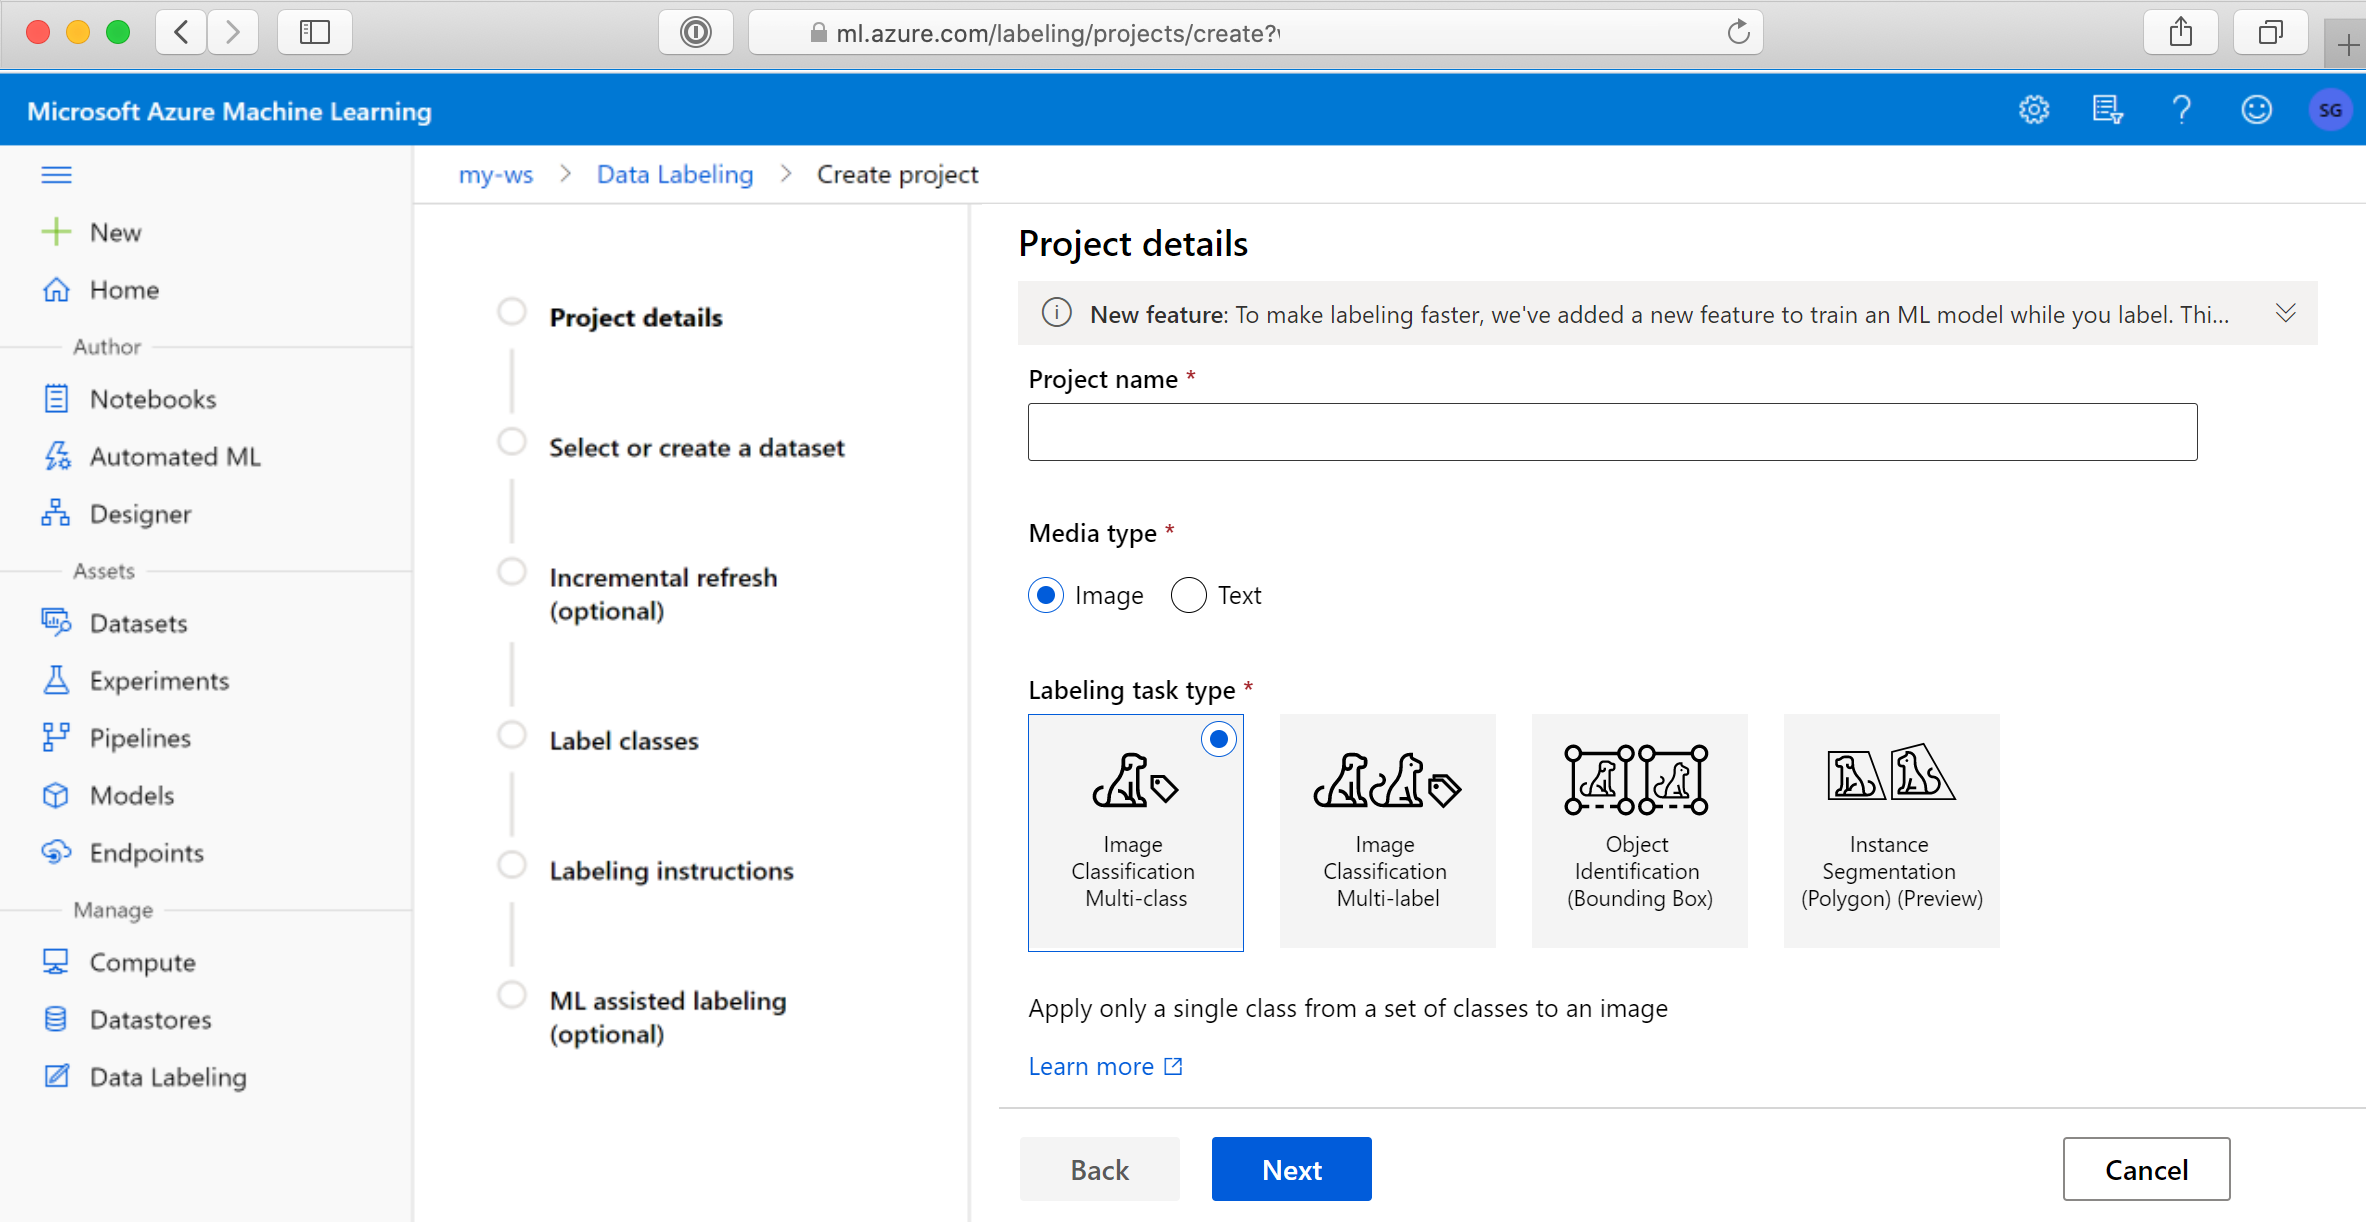 ml.azure.com/labeling/projects/create?
Microsoft Azure Machine Learning
SG
my-ws > Data Labeling > Create project
New
Home
Author
Notebooks
Automated ML
Designer
Assets
Datasets
Experiments
Pipelines
Models
Endpoints
Manage
Compute
Datastores
Data Labeling
Project details
Select or create a dataset
Incremental refresh
(optional)
Label classes
Labeling instructions
ML assisted labeling
(optional)
Project details
New feature: To make labeling faster, we've added a new feature to train an ML model while you label. Thi...
Project name *
Media type *
Image
Text
Labeling task type *
Image
Classification
Multi-class
Image
Classification
Multi-label
Object
Identification
(Bounding Box)
Instance
Segmentation
(Polygon) (Preview)
Apply only a single class from a set of classes to an image
Learn more
Back
Next
Cancel